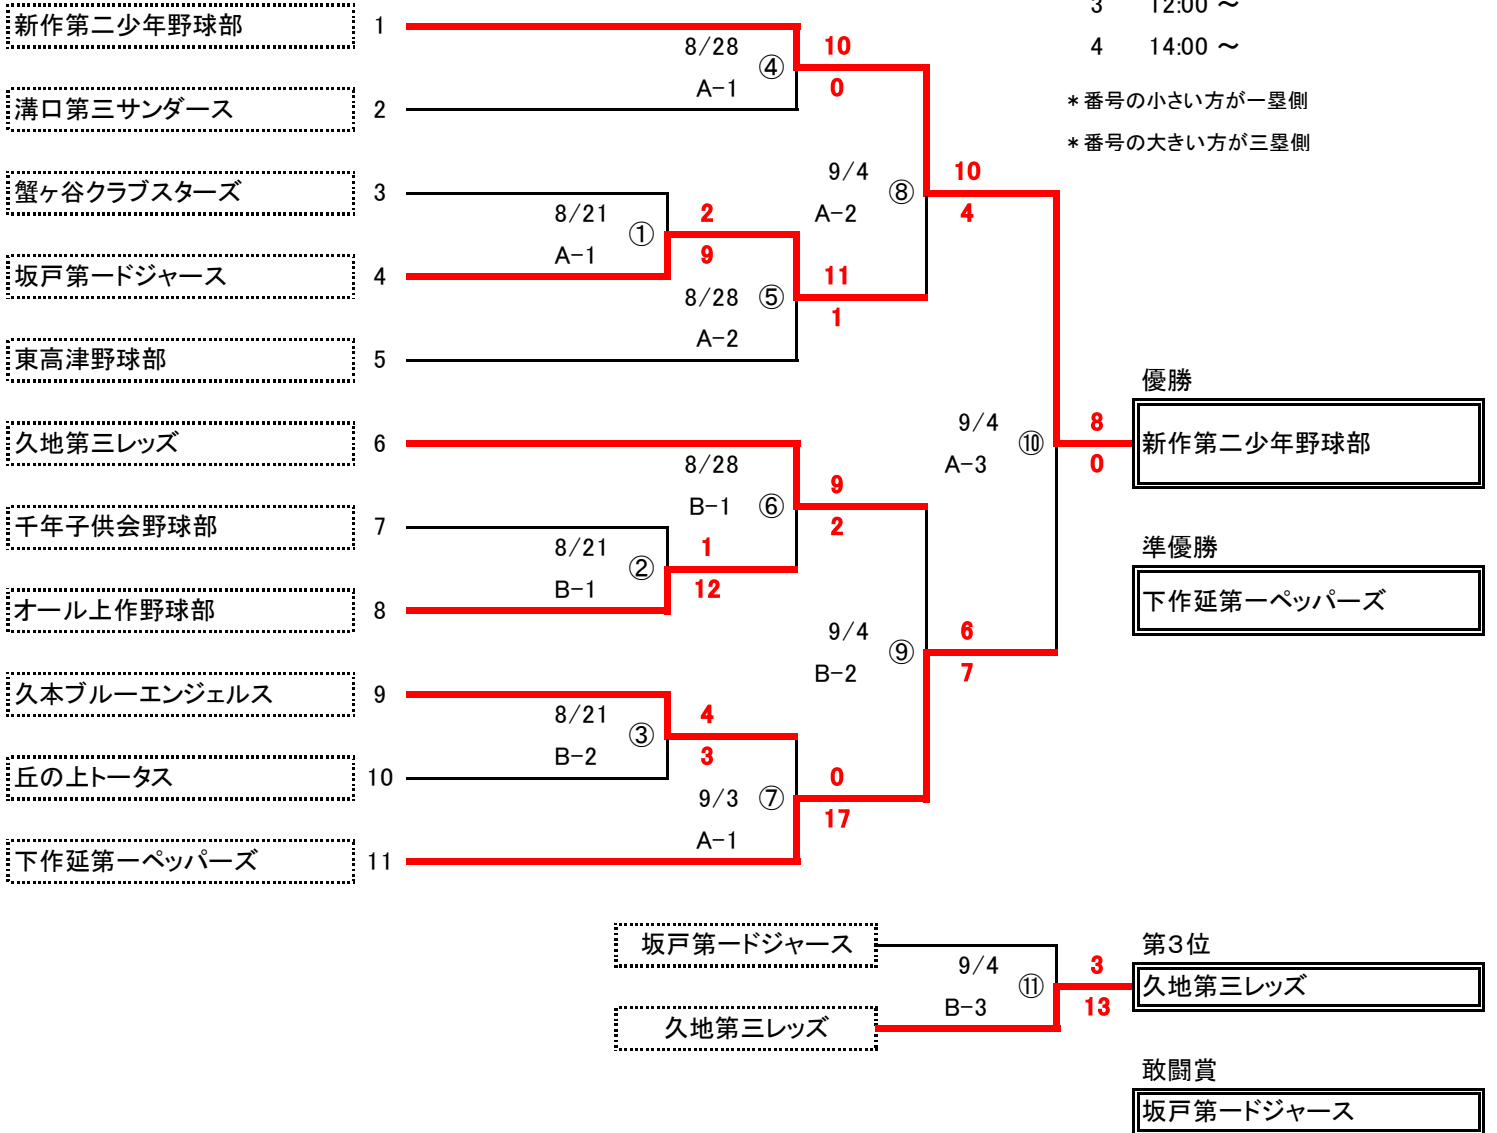 3 12:00 ～
新作第二少年野球部 1
8/28 ④ 10
4 14:00 ～
A-1 0
溝口第三サンダース 2
＊番号の小さい方が一塁側
＊番号の大きい方が三塁側
蟹ヶ谷クラブスターズ 3
9/4 ⑧ 10
8/21 ① 2
A-2 4
A-1 9
坂戸第一ドジャース 4
11
8/28 ⑤ 1
A-2
東高津野球部 5
優勝
久地第三レッズ 6
9/4 ⑩ 8
新作第二少年野球部
A-3 0
8/28 ⑥ 9
B-1 2
千年子供会野球部 7
8/21 ② 1
準優勝
B-1 12
オール上作野球部 8
下作延第一ペッパーズ
9/4 ⑨ 6
B-2 7
久本ブルーエンジェルス 9
8/21 ③ 4
B-2 3
丘の上トータス 10
9/3 ⑦ 0
A-1 17
下作延第一ペッパーズ 11
坂戸第一ドジャース
第3位
9/4 ⑪ 3
久地第三レッズ
B-3 13
久地第三レッズ
敢闘賞
坂戸第一ドジャース